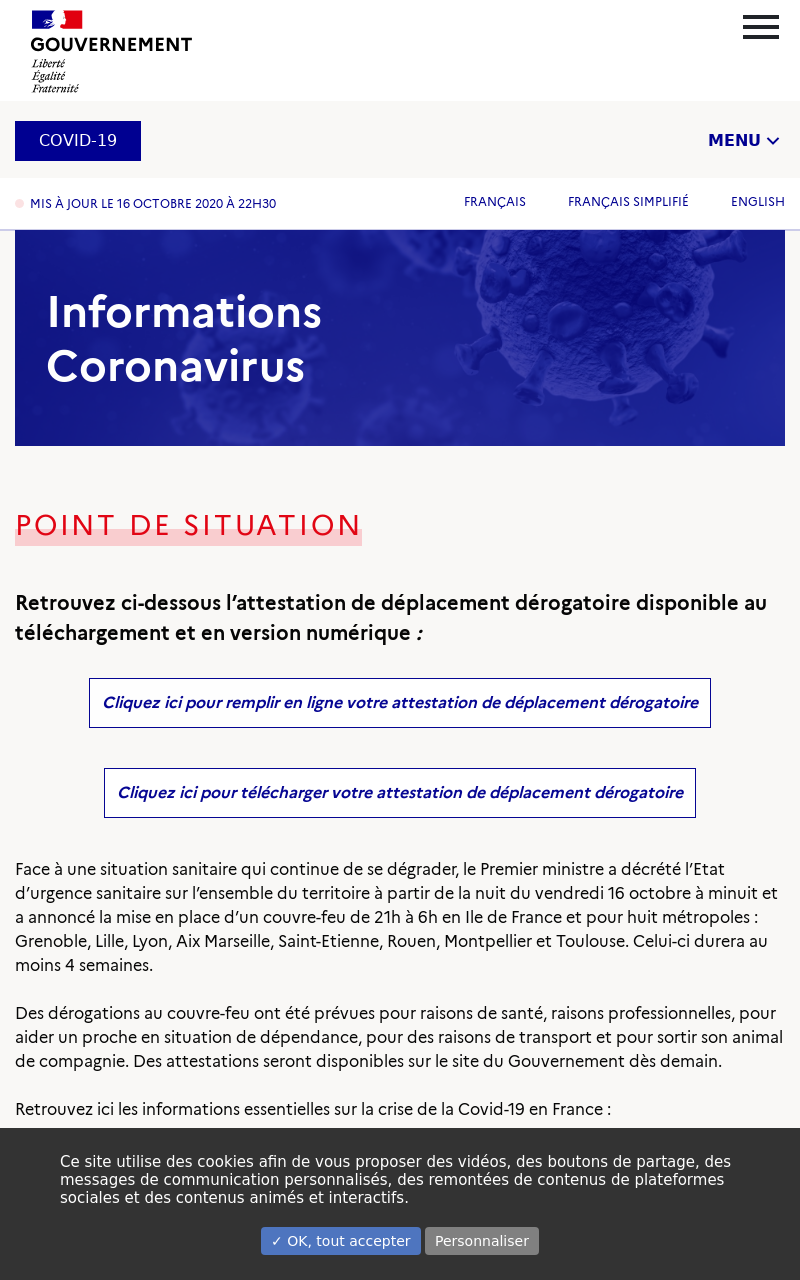 GOUVERNEMENT
Liberté
Égalité
Fraternité
COVID-19
MENU
MIS À JOUR LE 16 OCTOBRE 2020 À 22H30
FRANÇAIS
FRANÇAIS SIMPLIFIÉ
ENGLISH
Informations
Coronavirus
POINT DE SITUATION
Retrouvez ci-dessous l’attestation de déplacement dérogatoire disponible au
téléchargement et en version numérique :
Cliquez ici pour remplir en ligne votre attestation de déplacement dérogatoire
Cliquez ici pour télécharger votre attestation de déplacement dérogatoire
Face à une situation sanitaire qui continue de se dégrader, le Premier ministre a décrété l’Etat
d’urgence sanitaire sur l’ensemble du territoire à partir de la nuit du vendredi 16 octobre à minuit et
a annoncé la mise en place d’un couvre-feu de 21h à 6h en Ile de France et pour huit métropoles :
Grenoble, Lille, Lyon, Aix Marseille, Saint-Etienne, Rouen, Montpellier et Toulouse. Celui-ci durera au
moins 4 semaines.
Des dérogations au couvre-feu ont été prévues pour raisons de santé, raisons professionnelles, pour
aider un proche en situation de dépendance, pour des raisons de transport et pour sortir son animal
de compagnie. Des attestations seront disponibles sur le site du Gouvernement dès demain.
Retrouvez ici les informations essentielles sur la crise de la Covid-19 en France :
Ce site utilise des cookies afin de vous proposer des vidéos, des boutons de partage, des
messages de communication personnalisés, des remontées de contenus de plateformes
sociales et des contenus animés et interactifs.
✓ OK, tout accepter
Personnaliser